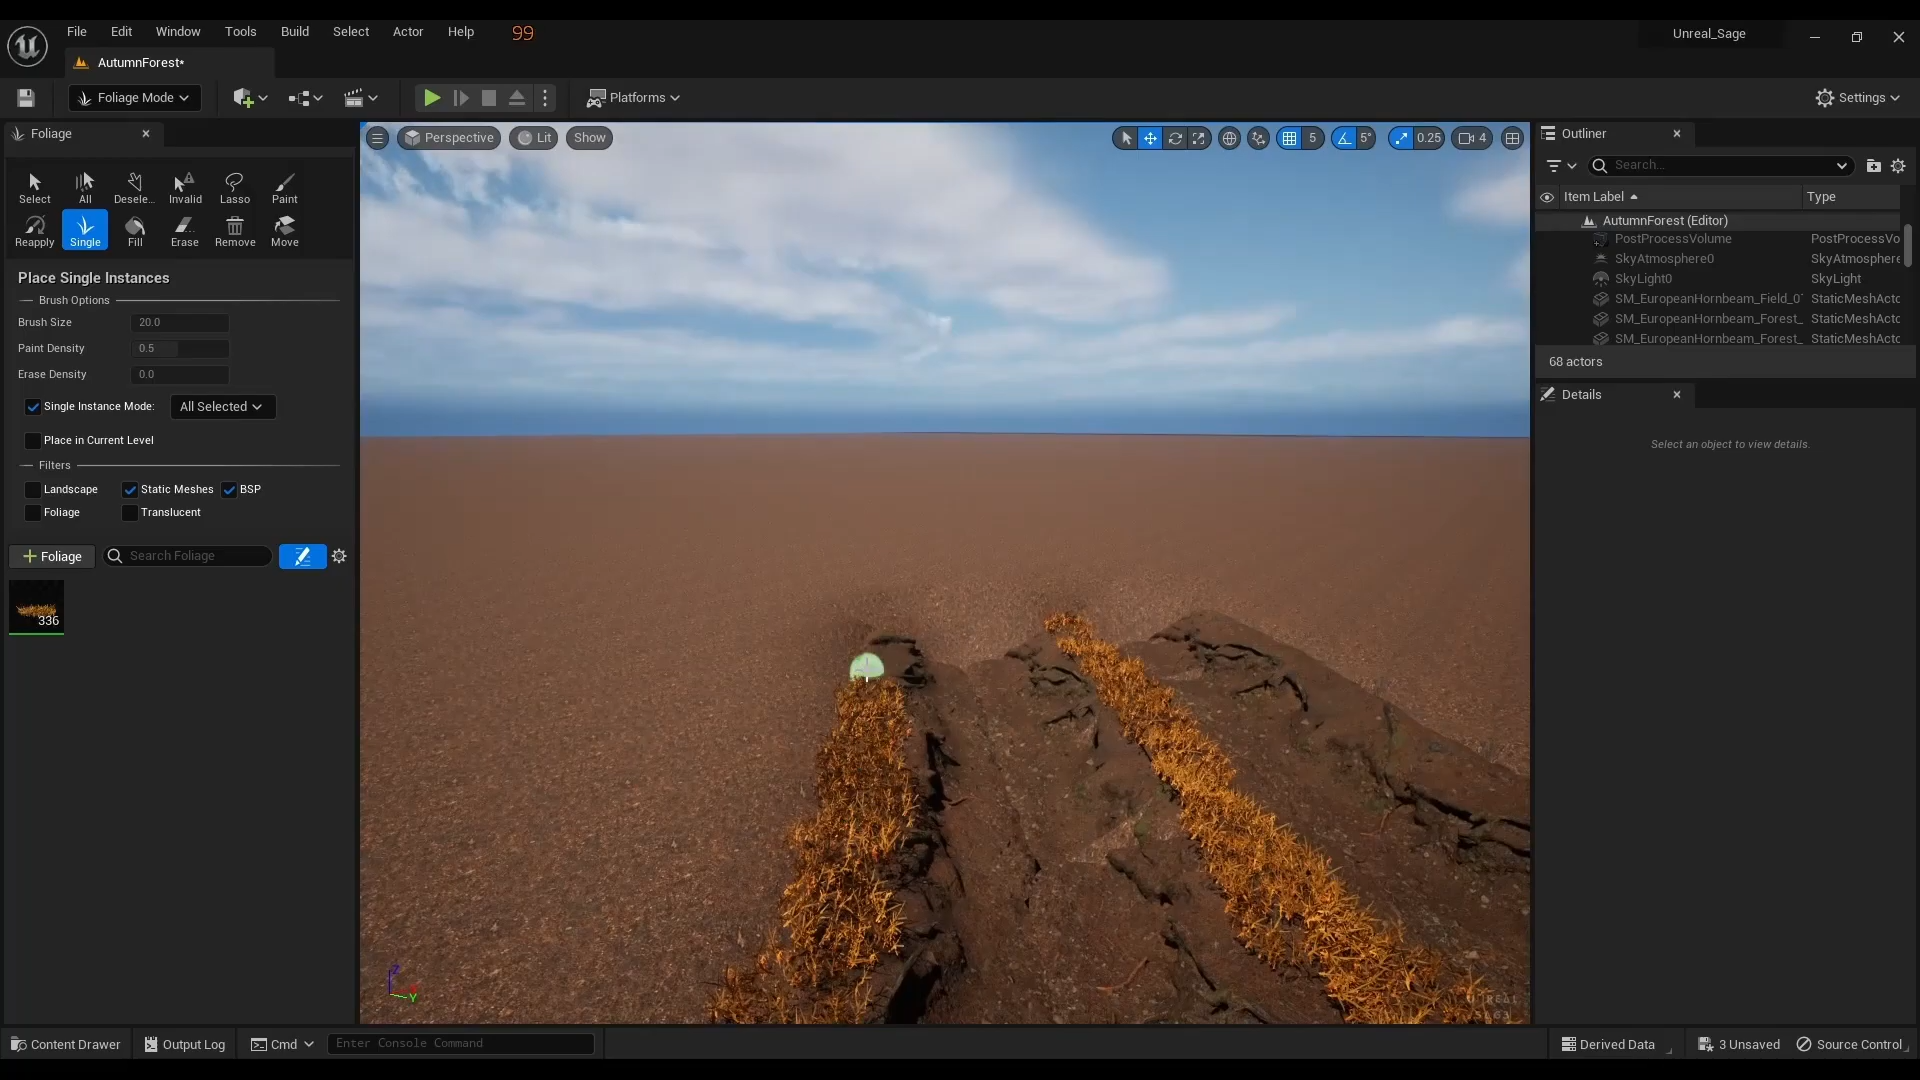 File Edit Window Tools Build Select Actor Help 99
Unreal_Sage
AutumnForest*
Foliage Mode
Platforms
Settings
Foliage
Perspective Lit Show
5 5° 0.25 4
Outliner
Select All Desele... Invalid Lasso Paint
Search...
Item Label Type
Reapply Single Fill Erase Remove Move
AutumnForest (Editor)
PostProcessVolume PostProcessVo
SkyAtmosphere0 SkyAtmosphere
SkyLight0 SkyLight
SM_EuropeanHornbeam_Field_0 StaticMeshActo
SM_EuropeanHornbeam_Forest_ StaticMeshActo
SM_EuropeanHornbeam_Forest_ StaticMeshActo
68 actors
Details
Select an object to view details.
Place Single Instances
Brush Options
Brush Size 20.0
Paint Density 0.5
Erase Density 0.0
Single Instance Mode: All Selected
Place in Current Level
Filters
Landscape Static Meshes BSP
Foliage Translucent
Foliage Search Foliage
336
Z
Y
Content Drawer Output Log Cmd Enter Console Command
Derived Data 3 Unsaved Source Control